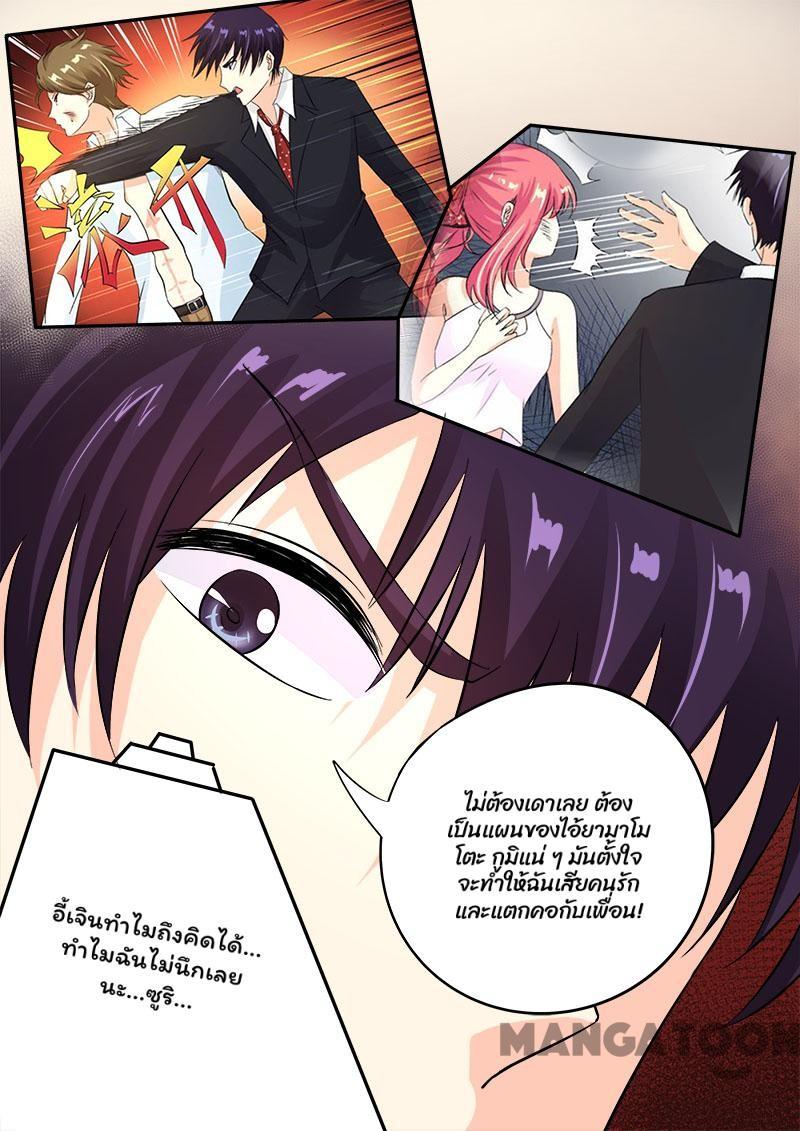 ไม่ต้องเดาเลย ต้อง
เป็นแผนของไอ้ยามาโม
โตะ กูมิแน่ ๆ มันตั้งใจ
จะทำให้ฉันเสียคนรัก
และแตกคอกับเพื่อน!
อี้เจินทำไมถึงคิดได้...
ทำไมฉันไม่นึกเลย
นะ...ซูริ...
MANGATOON